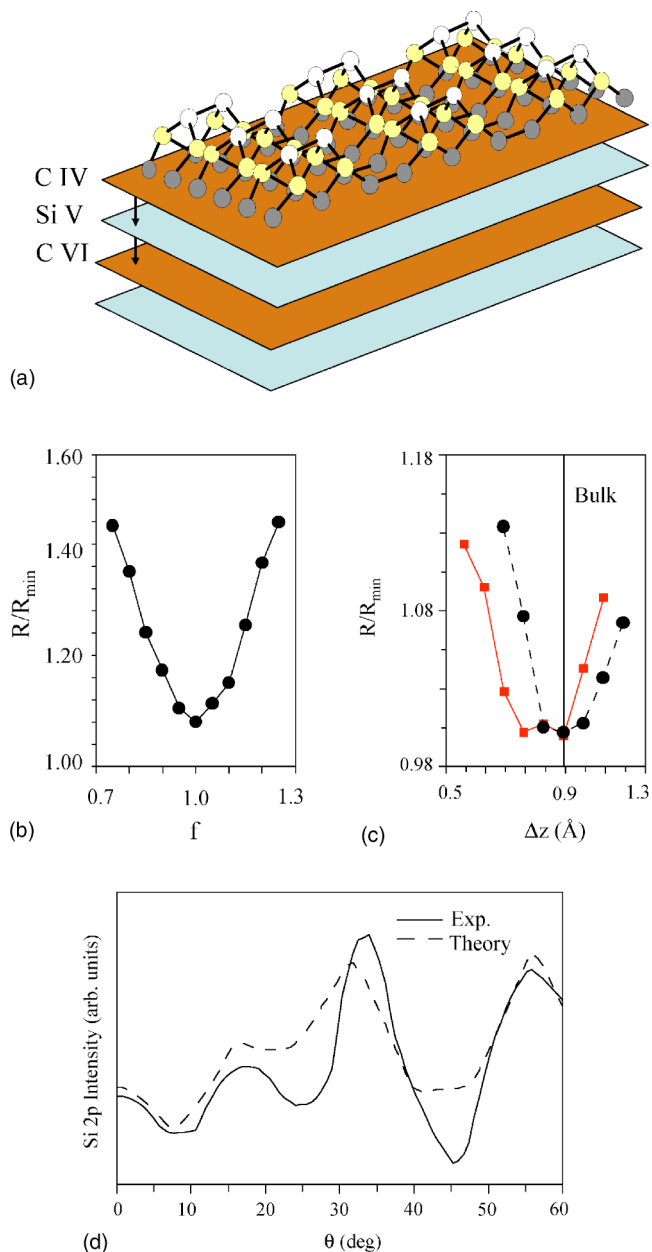 C IV
Si V
C VI
(a)
1.60
1.40
1.20
1.00
R/Rmin
0.7
1.0
1.3
f
(b)
1.18
1.08
0.98
R/Rmin
Bulk
0.5
0.9
1.3
Δz (Å)
(c)
Exp.
Theory
Si 2p Intensity (arb. units)
0
10
20
30
40
50
60
θ (deg)
(d)